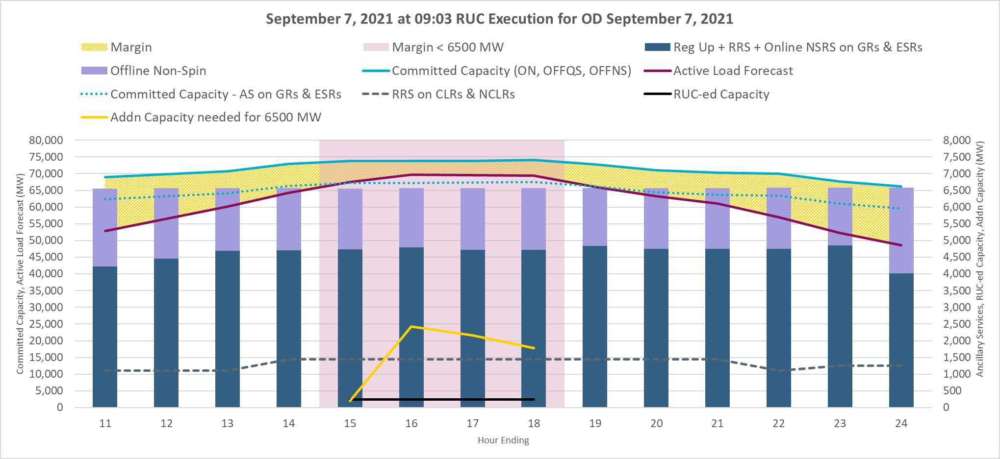 September 7, 2021 at 09:03 RUC Execution for OD September 7, 2021
Margin
Margin < 6500 MW
Reg Up + RRS + Online NSRS on GRs & ESRs
Offline Non-Spin
Committed Capacity (ON, OFFQS, OFFNS)
Active Load Forecast
Committed Capacity - AS on GRs & ESRs
RRS on CLRs & NCLRs
RUC-ed Capacity
Addn Capacity needed for 6500 MW
Committed Capacity, Active Load Forecast (MW)
80,000
75,000
70,000
65,000
60,000
55,000
50,000
45,000
40,000
35,000
30,000
25,000
20,000
15,000
10,000
5,000
0
8,000
7,500
7,000
6,500
6,000
5,500
5,000
4,500
4,000
3,500
3,000
2,500
2,000
1,500
1,000
500
0
Ancillary Services, RUC-ed Capacity, Addn Capacity (MW)
11 12 13 14 15 16 17 18 19 20 21 22 23 24
Hour Ending